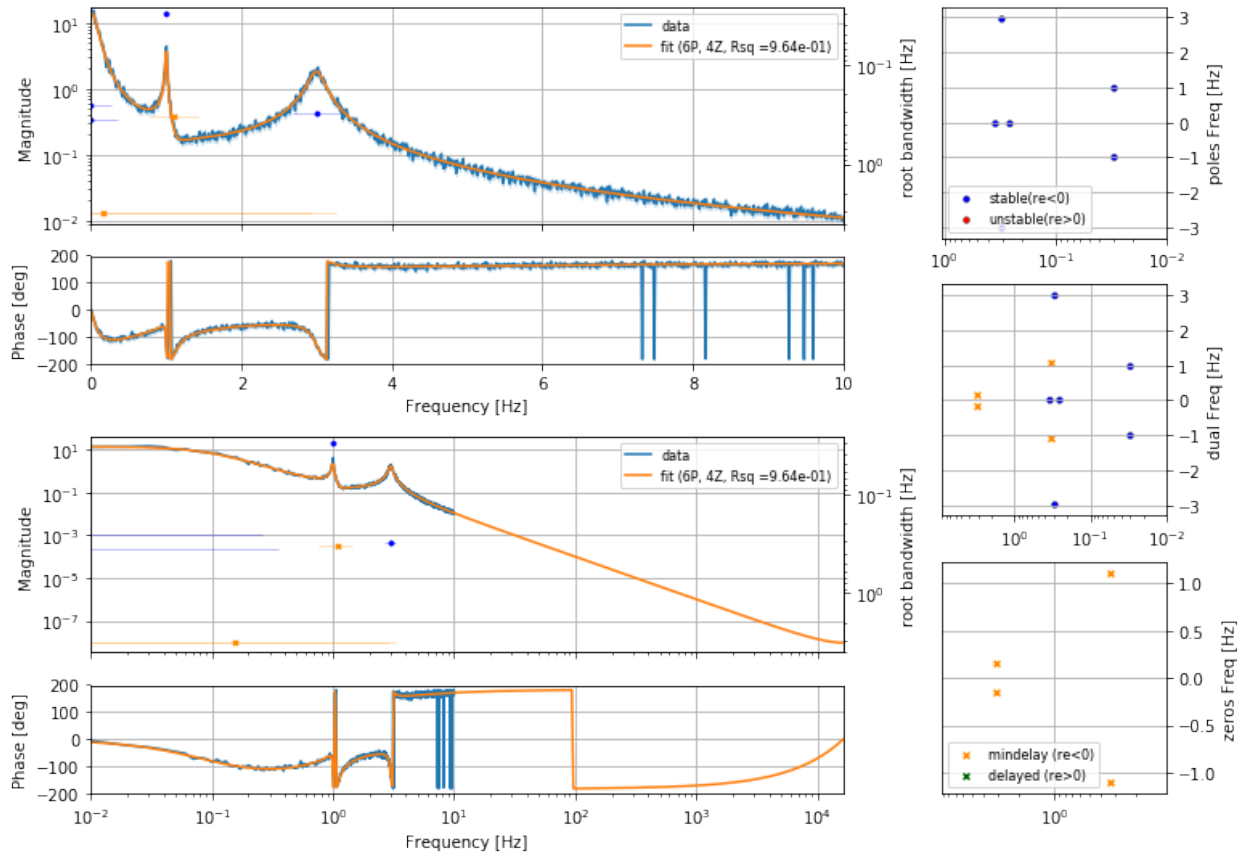 10¹
10⁰
10⁻¹
10⁻²
Magnitude
data
fit (6P, 4Z, Rsq =9.64e-01)
10⁻¹
10⁰
root bandwidth [Hz]
200
100
0
−100
−200
Phase [deg]
0 2 4 6 8 10
Frequency [Hz]
10¹
10⁻¹
10⁻³
10⁻⁵
10⁻⁷
Magnitude
data
fit (6P, 4Z, Rsq =9.64e-01)
10⁻¹
10⁰
root bandwidth [Hz]
200
100
0
−100
−200
Phase [deg]
10⁻² 10⁻¹ 10⁰ 10¹ 10² 10³ 10⁴
Frequency [Hz]
3
2
1
0
−1
−2
−3
poles Freq [Hz]
stable(re<0)
unstable(re>0)
10⁰ 10⁻¹ 10⁻²
3
2
1
0
−1
−2
−3
dual Freq [Hz]
10⁰ 10⁻¹ 10⁻²
1.0
0.5
0.0
−0.5
−1.0
zeros Freq [Hz]
mindelay (re<0)
delayed (re>0)
10⁰